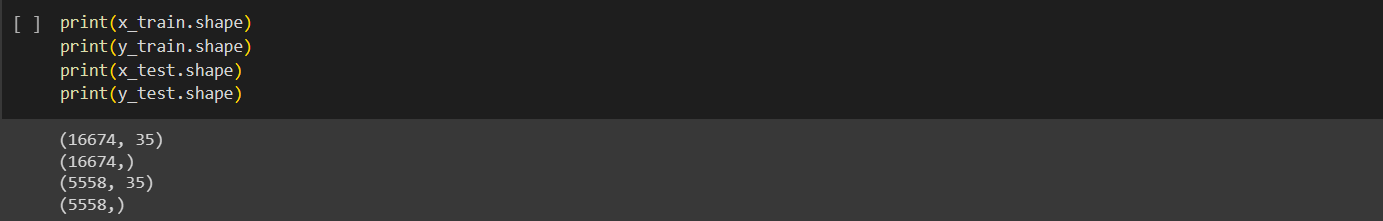 [ ] print(x_train.shape)
print(y_train.shape)
print(x_test.shape)
print(y_test.shape)
(16674, 35)
(16674,)
(5558, 35)
(5558,)